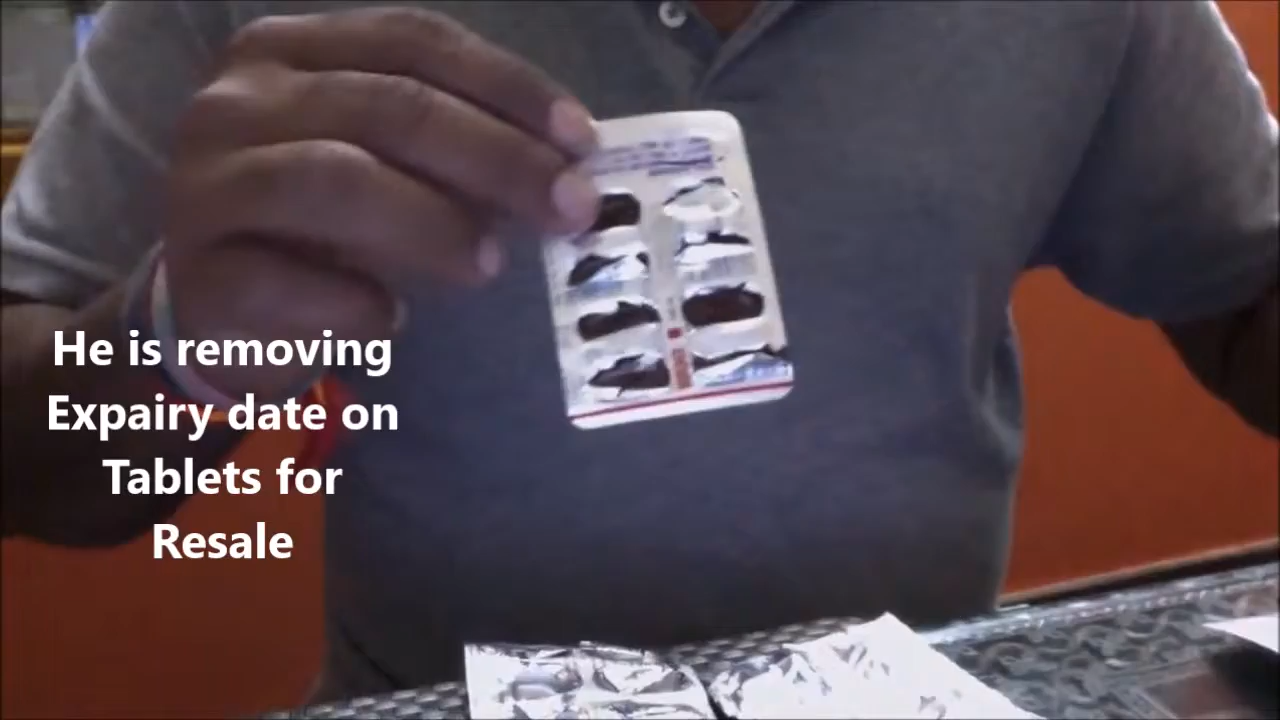 He is removing
Expairy date on
Tablets for
Resale